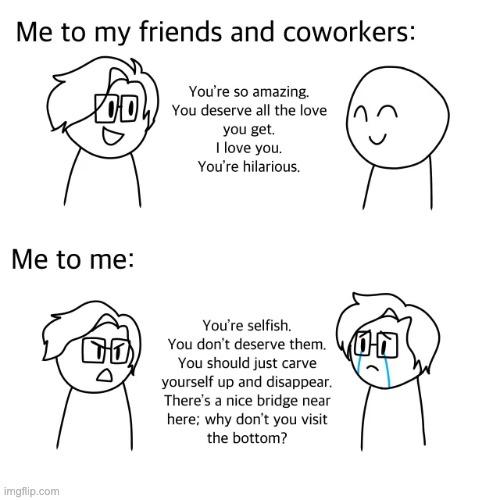 Me to my friends and coworkers:
You're so amazing.
You deserve all the love
you get.
I love you.
You're hilarious.
Me to me:
You're selfish.
You don't deserve them.
You should just carve
yourself up and disappear.
There's a nice bridge near
here; why don't you visit
the bottom?
imgflip.com